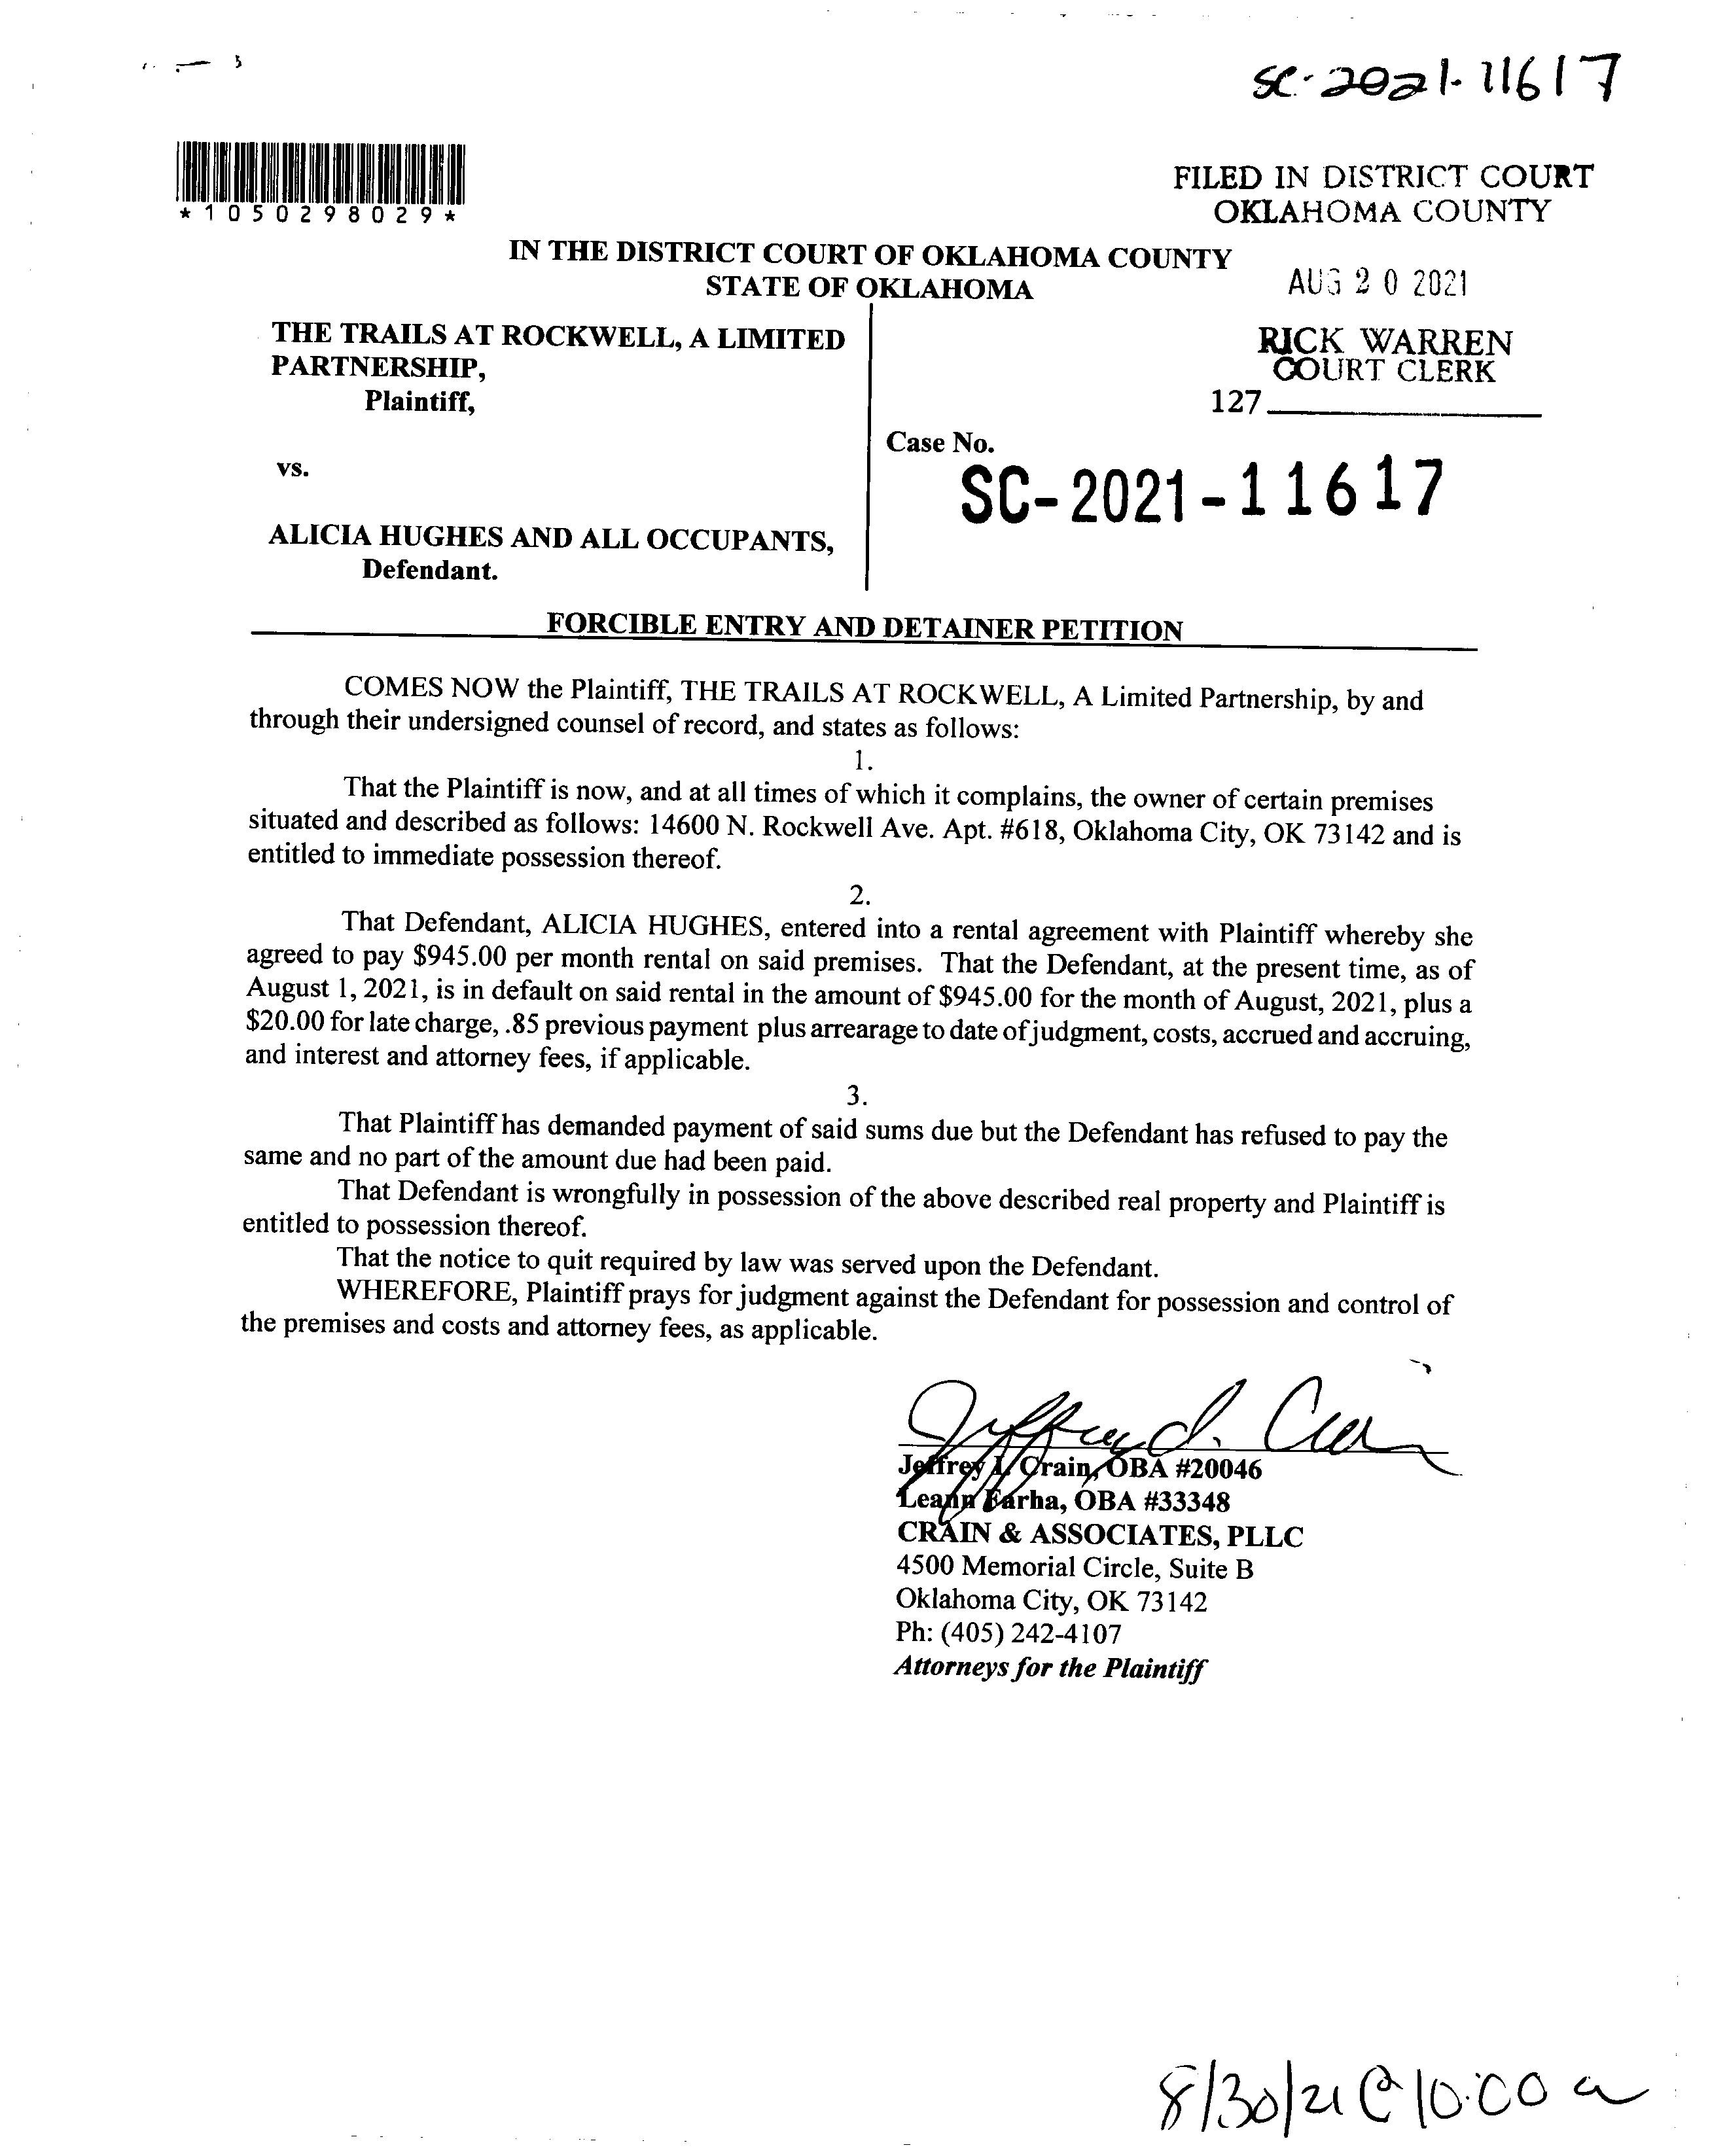 SC-2021-11617
*1050298029*
FILED IN DISTRICT COURT
OKLAHOMA COUNTY
IN THE DISTRICT COURT OF OKLAHOMA COUNTY
STATE OF OKLAHOMA
AUG 20 2021
THE TRAILS AT ROCKWELL, A LIMITED
PARTNERSHIP,
Plaintiff,
RICK WARREN
COURT CLERK
127
Case No.
vs.
SC-2021-11617
ALICIA HUGHES AND ALL OCCUPANTS,
Defendant.
FORCIBLE ENTRY AND DETAINER PETITION
COMES NOW the Plaintiff, THE TRAILS AT ROCKWELL, A Limited Partnership, by and
through their undersigned counsel of record, and states as follows:
1.
That the Plaintiff is now, and at all times of which it complains, the owner of certain premises
situated and described as follows: 14600 N. Rockwell Ave. Apt. #618, Oklahoma City, OK 73142 and is
entitled to immediate possession thereof.
2.
That Defendant, ALICIA HUGHES, entered into a rental agreement with Plaintiff whereby she
agreed to pay $945.00 per month rental on said premises. That the Defendant, at the present time, as of
August 1, 2021, is in default on said rental in the amount of $945.00 for the month of August, 2021, plus a
$20.00 for late charge, .85 previous payment plus arrearage to date of judgment, costs, accrued and accruing,
and interest and attorney fees, if applicable.
3.
That Plaintiff has demanded payment of said sums due but the Defendant has refused to pay the
same and no part of the amount due had been paid.
That Defendant is wrongfully in possession of the above described real property and Plaintiff is
entitled to possession thereof.
That the notice to quit required by law was served upon the Defendant.
WHEREFORE, Plaintiff prays for judgment against the Defendant for possession and control of
the premises and costs and attorney fees, as applicable.
Jeffrey I. Crain
Jeffrey I. Crain, OBA #20046
Leann Farha, OBA #33348
CRAIN & ASSOCIATES, PLLC
4500 Memorial Circle, Suite B
Oklahoma City, OK 73142
Ph: (405) 242-4107
Attorneys for the Plaintiff
8/30/21 @ 10:00 a